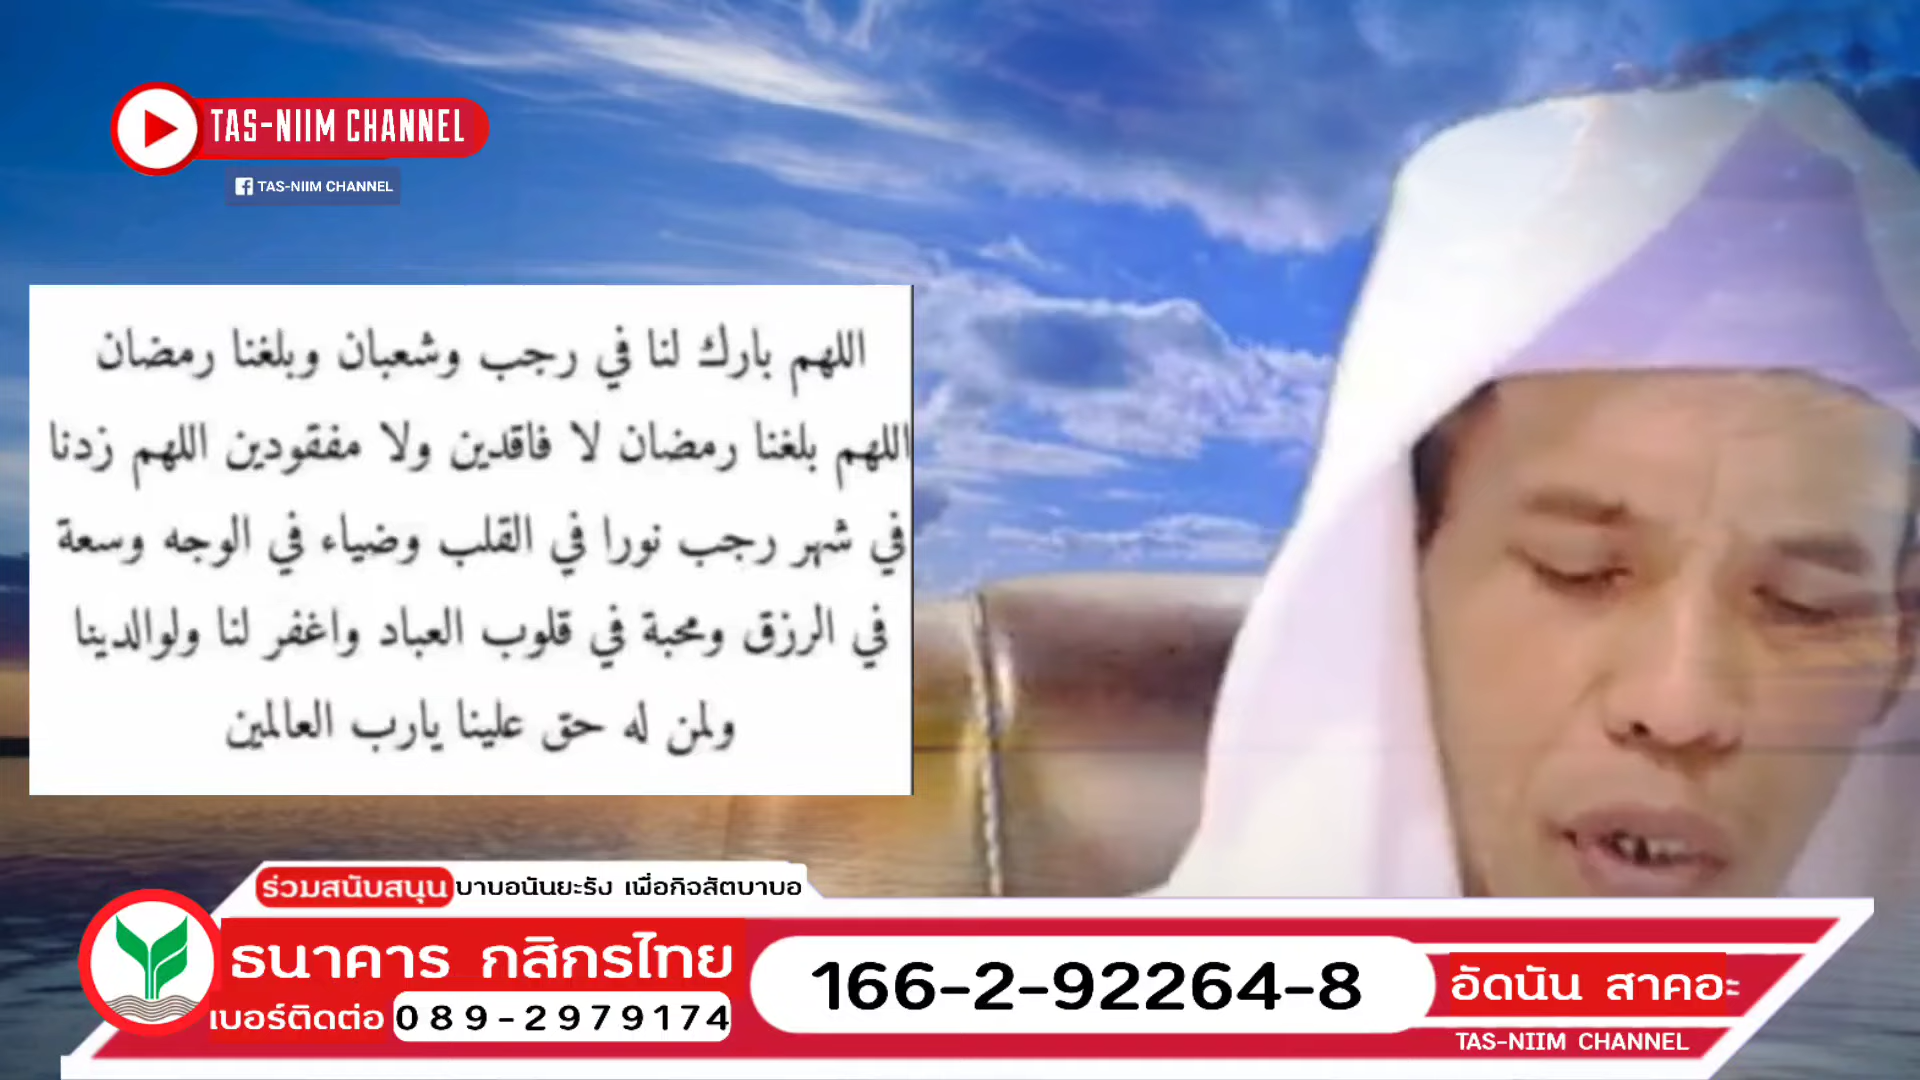 TAS-NIIM CHANNEL
TAS-NIIM CHANNEL
اللهم بارك لنا في رجب وشعبان وبلغنا رمضان
اللهم بلغنا رمضان لا فاقدين ولا مفقودين اللهم زدنا
في شهر رجب نورا في القلب وضياء في الوجه وسعة
في الرزق ومحبة في قلوب العباد واغفر لنا ولوالدينا
ولمن له حق علينا يارب العالمين
ร่วมสนับสนุน บาบอนันยะรัง เพื่อกิจสัตบาบอ
ธนาคาร กสิกรไทย
เบอร์ติดต่อ 089-2979174
166-2-92264-8
อัดนัน สาคอะ
TAS-NIIM CHANNEL